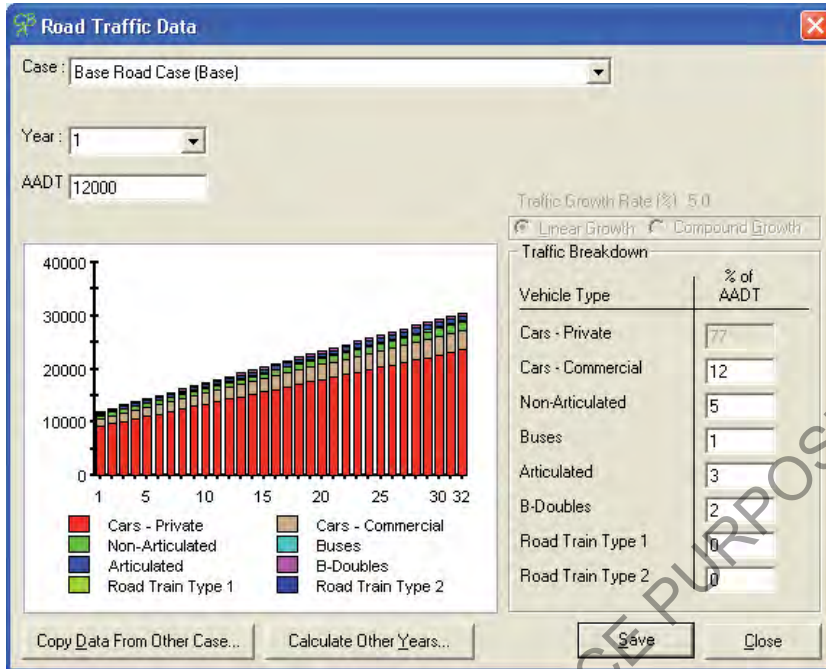 Road Traffic Data
Case : Base Road Case (Base)
Year : 1
AADT 12000
Traffic Growth Rate (%) 5.0
Linear Growth Compound Growth
Traffic Breakdown
Vehicle Type % of AADT
Cars - Private 77
Cars - Commercial 12
Non-Articulated 5
Buses 1
Articulated 3
B-Doubles 2
Road Train Type 1 0
Road Train Type 2 0
40000
30000
20000
10000
0
1 5 10 15 20 25 30 32
Cars - Private Cars - Commercial
Non-Articulated Buses
Articulated B-Doubles
Road Train Type 1 Road Train Type 2
Copy Data From Other Case... Calculate Other Years... Save Close